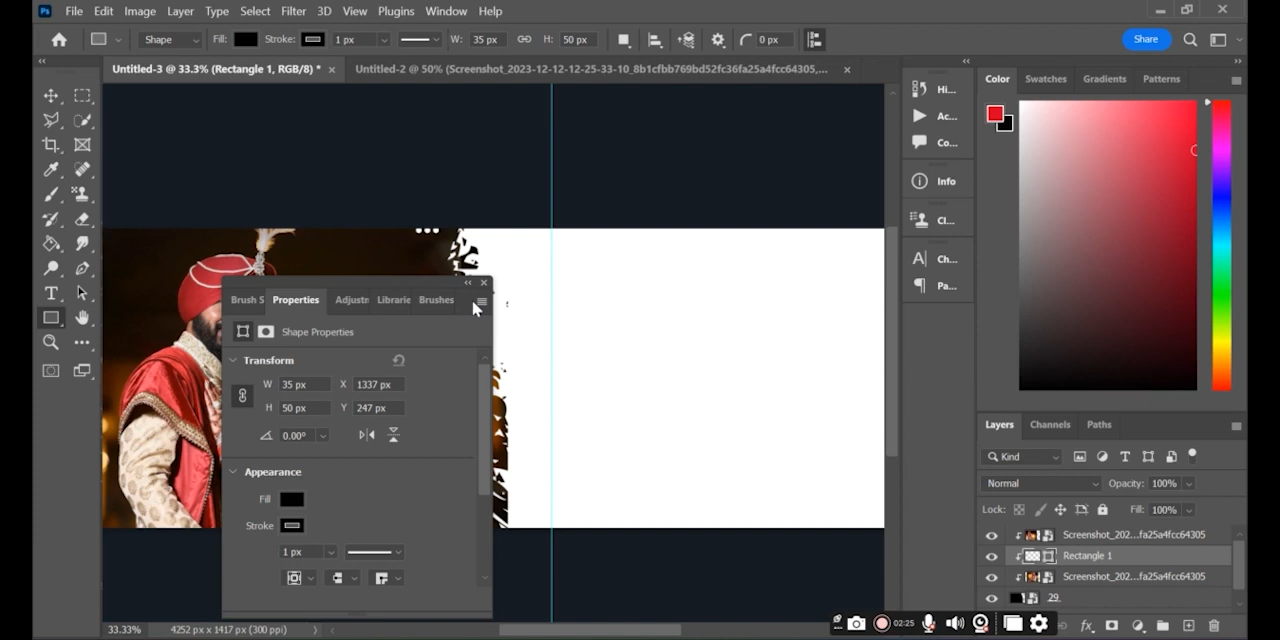 Ps File Edit Image Layer Type Select Filter 3D View Plugins Window Help
Shape Fill: Stroke: 1 px W: 35 px H: 50 px 0 px Share
Untitled-3 @ 33.3% (Rectangle 1, RGB/8) * × Untitled-2 @ 50% (Screenshot_2023-12-12-12-25-33-10_8b1cfbb769bd52fc36fa25a4fcc64305,... ×
Color Swatches Gradients Patterns
Hi...
Ac...
Co...
Info
Cl...
Ch...
Pa...
Brush S Properties Adjustn Librarie Brushes
Shape Properties
Transform
W 35 px X 1337 px
H 50 px Y 247 px
0.00°
Appearance
Fill
Stroke
1 px
Layers Channels Paths
Kind
Normal Opacity: 100%
Lock: Fill: 100%
Screenshot_202...fa25a4fcc64305
Rectangle 1
Screenshot_202...fa25a4fcc64305
29.
33.33% 4252 px x 1417 px (300 ppi)
02:25